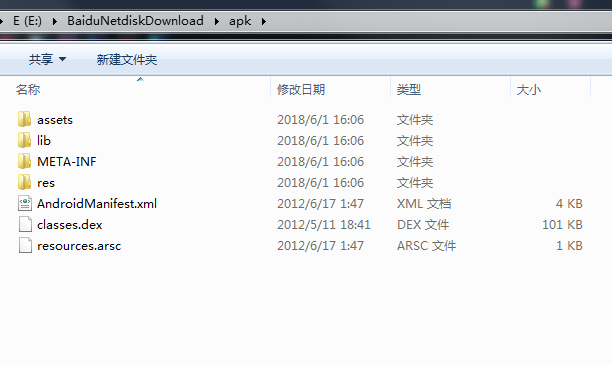 E (E:) BaiduNetdiskDownload apk
共享 新建文件夹
名称 修改日期 类型 大小
assets 2018/6/1 16:06 文件夹
lib 2018/6/1 16:06 文件夹
META-INF 2018/6/1 16:06 文件夹
res 2018/6/1 16:06 文件夹
AndroidManifest.xml 2012/6/17 1:47 XML 文档 4 KB
classes.dex 2012/5/11 18:41 DEX 文件 101 KB
resources.arsc 2012/6/17 1:47 ARSC 文件 1 KB